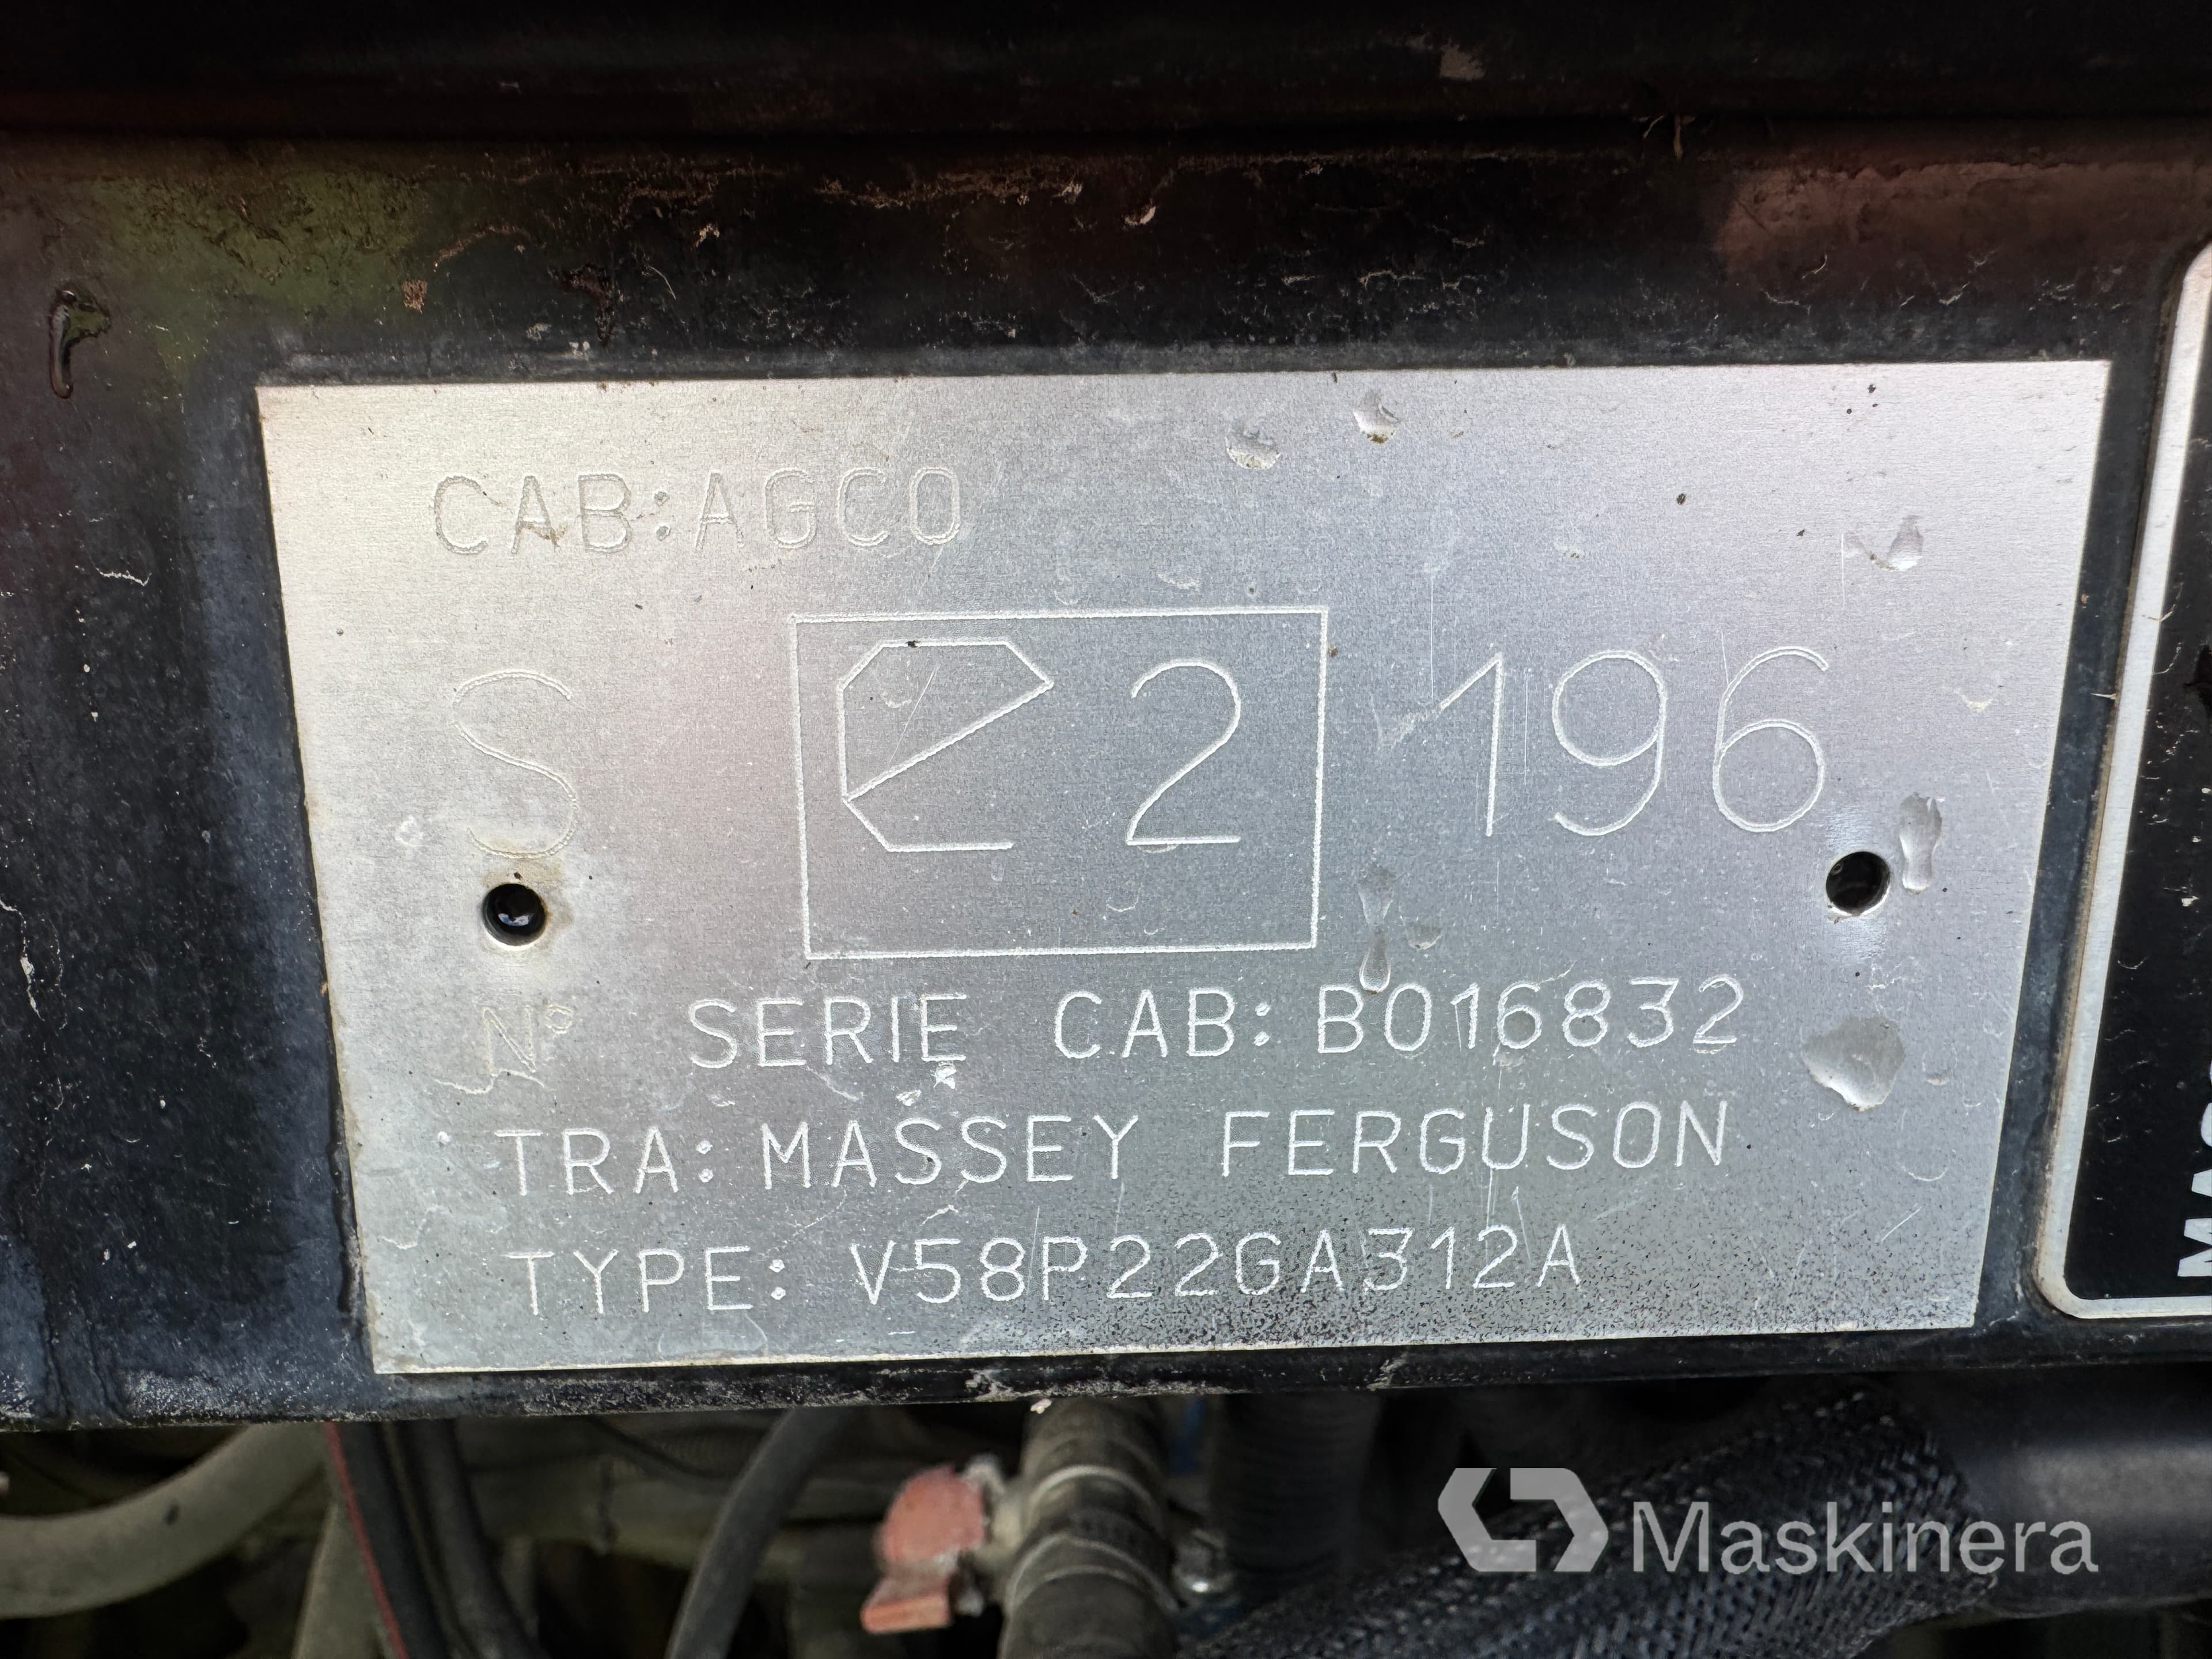 CAB:AGCO
S e 2 196
N° SERIE CAB: B016832
TRA: MASSEY FERGUSON
TYPE: V58P22GA312A
Maskinera